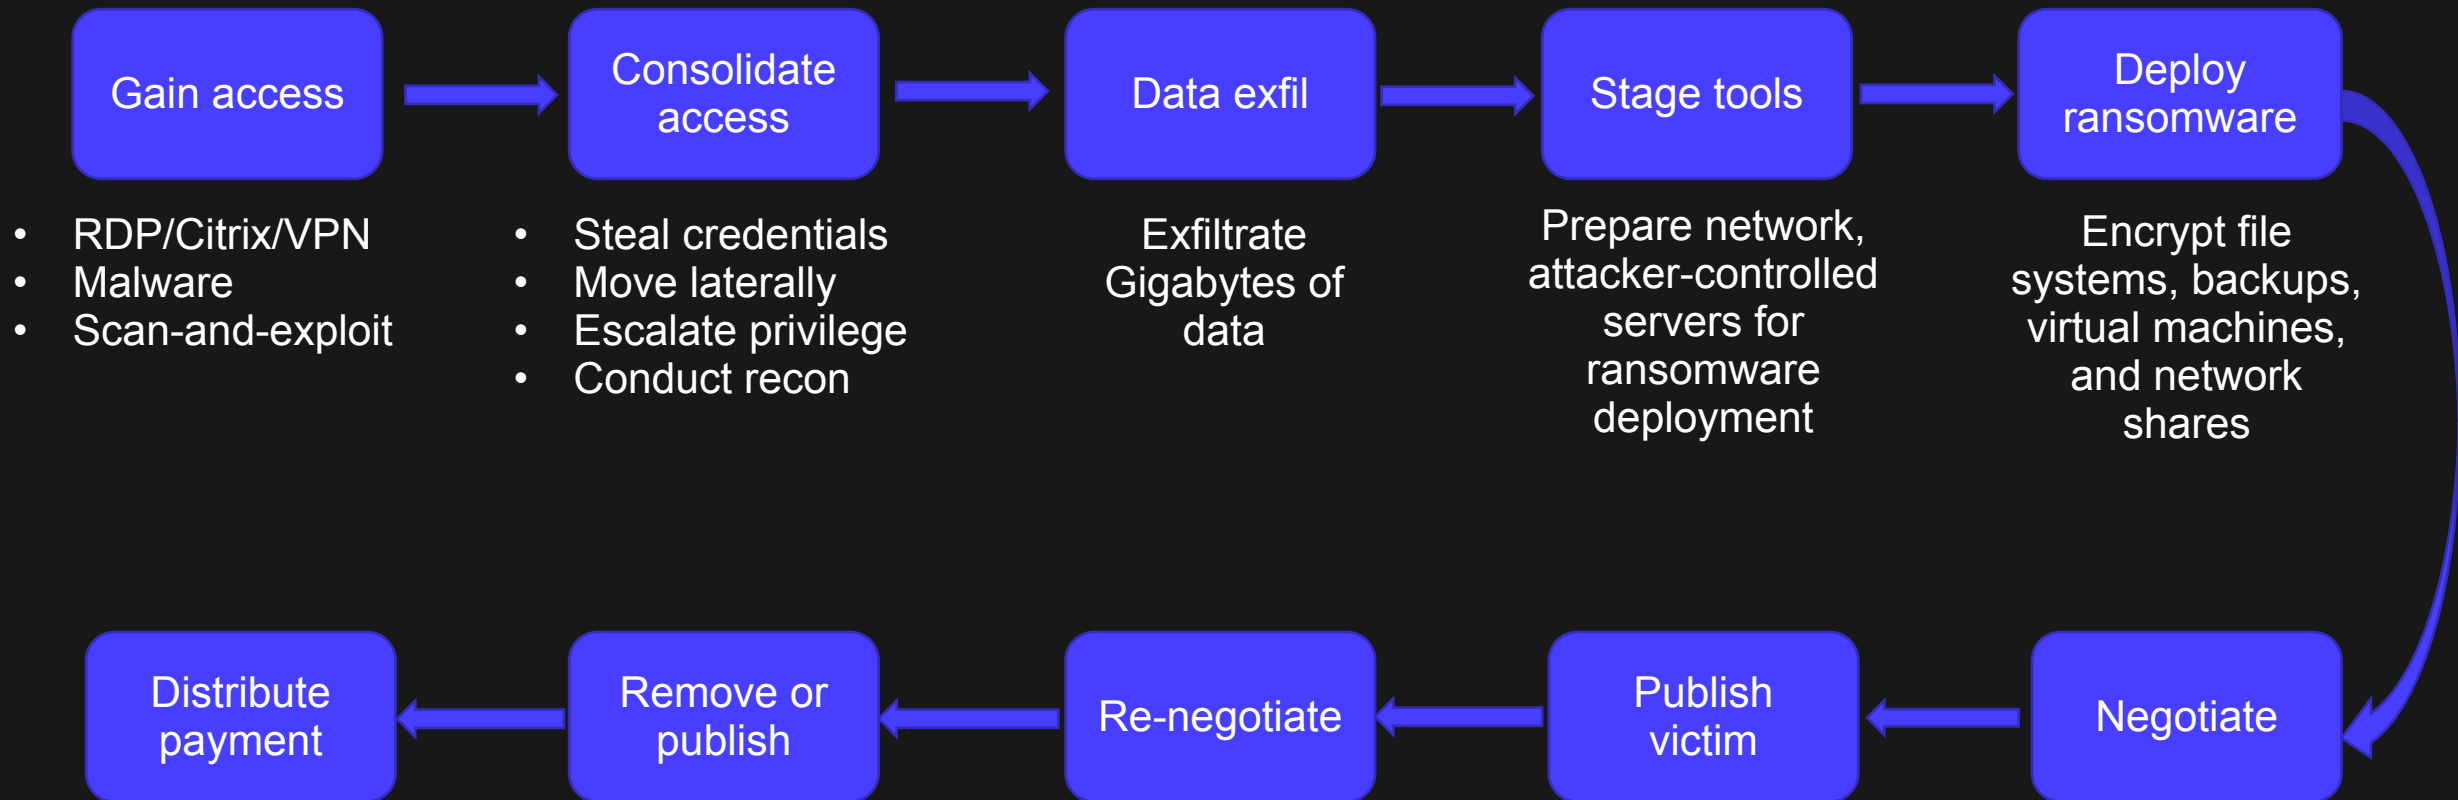 Gain access
Consolidate
access
Data exfil
Stage tools
Deploy
ransomware
• RDP/Citrix/VPN
• Malware
• Scan-and-exploit
• Steal credentials
• Move laterally
• Escalate privilege
• Conduct recon
Exfiltrate
Gigabytes of
data
Prepare network,
attacker-controlled
servers for
ransomware
deployment
Encrypt file
systems, backups,
virtual machines,
and network
shares
Negotiate
Publish
victim
Re-negotiate
Remove or
publish
Distribute
payment